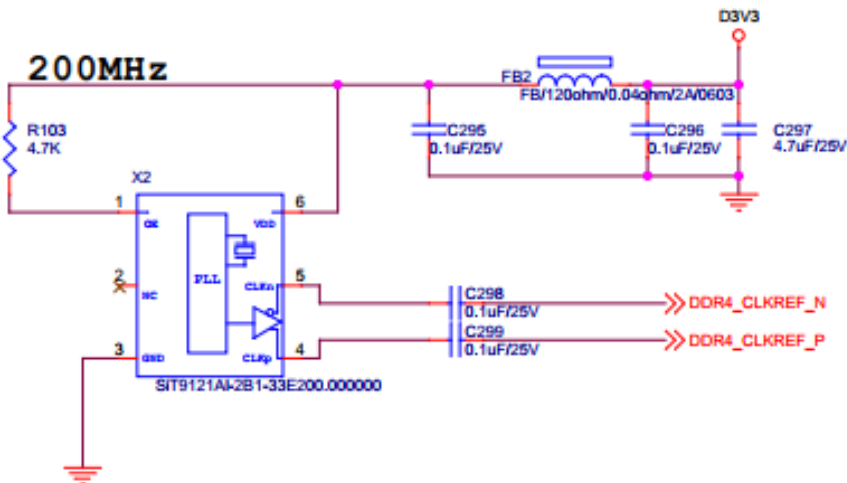 D3V3
200MHz
FB2
FB/120ohm/0.04ohm/2A/0603
R103
4.7K
C295
0.1uF/25V
C296
0.1uF/25V
C297
4.7uF/25V
X2
1
OE
VDD
6
2
NC
PLL
CLKn
5
C298
0.1uF/25V
DDR4_CLKREF_N
3
GND
CLKp
4
C299
0.1uF/25V
DDR4_CLKREF_P
SiT9121AI-2B1-33E200.000000